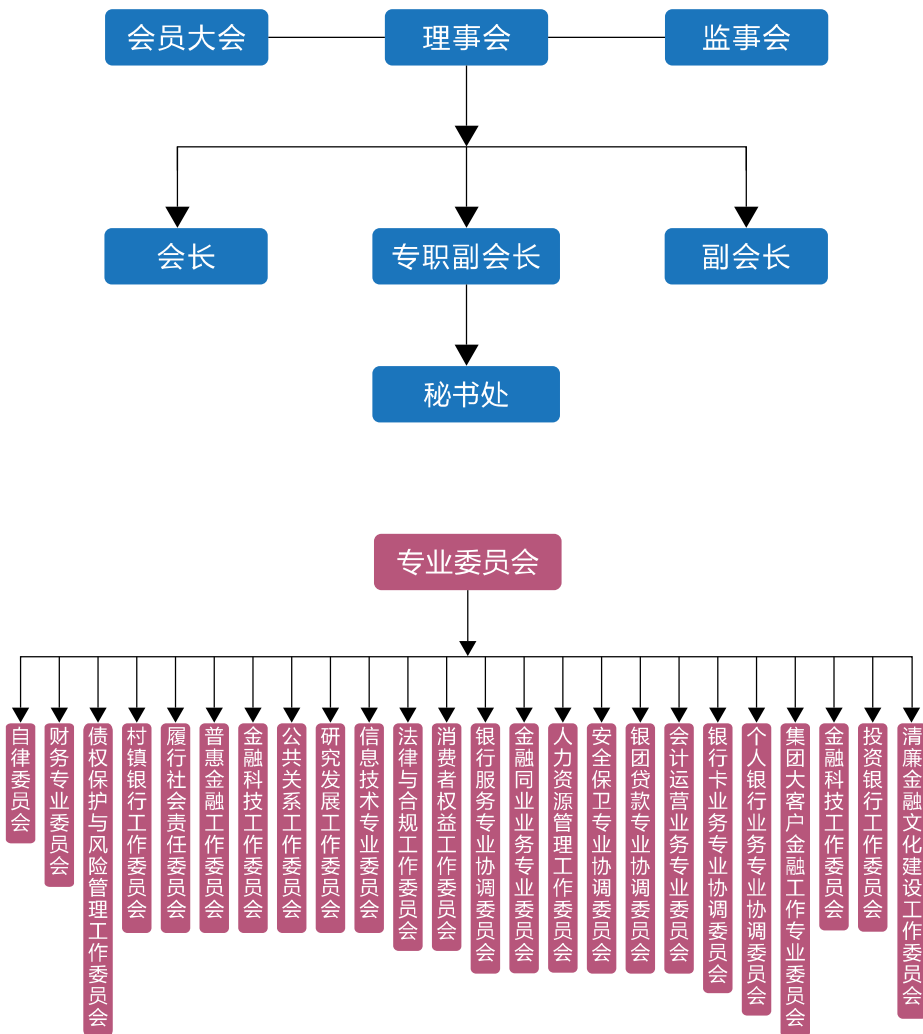 会员大会
理事会
监事会
会长
专职副会长
副会长
秘书处
专业委员会
自律委员会
财务专业委员会
债权保护与风险管理工作委员会
村镇银行工作委员会
履行社会责任委员会
普惠金融工作委员会
金融科技工作委员会
公共关系工作委员会
研究发展工作委员会
信息技术专业委员会
法律与合规工作委员会
消费者权益工作委员会
银行服务专业协调委员会
金融同业业务专业委员会
人力资源管理工作委员会
安全保卫专业协调委员会
银团贷款专业协调委员会
会计运营业务专业委员会
银行卡业务专业协调委员会
个人银行业务专业协调委员会
集团大客户金融工作专业委员会
金融科技工作委员会
投资银行工作委员会
清廉金融文化建设工作委员会